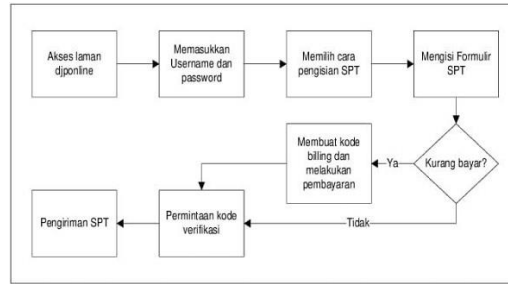 Akses laman
djponline
Memasukkan
Username dan
password
Memilih cara
pengisian SPT
Mengisi Formulir
SPT
Kurang bayar?
Ya
Membuat kode
billing dan
melakukan
pembayaran
Tidak
Permintaan kode
verifikasi
Pengiriman SPT